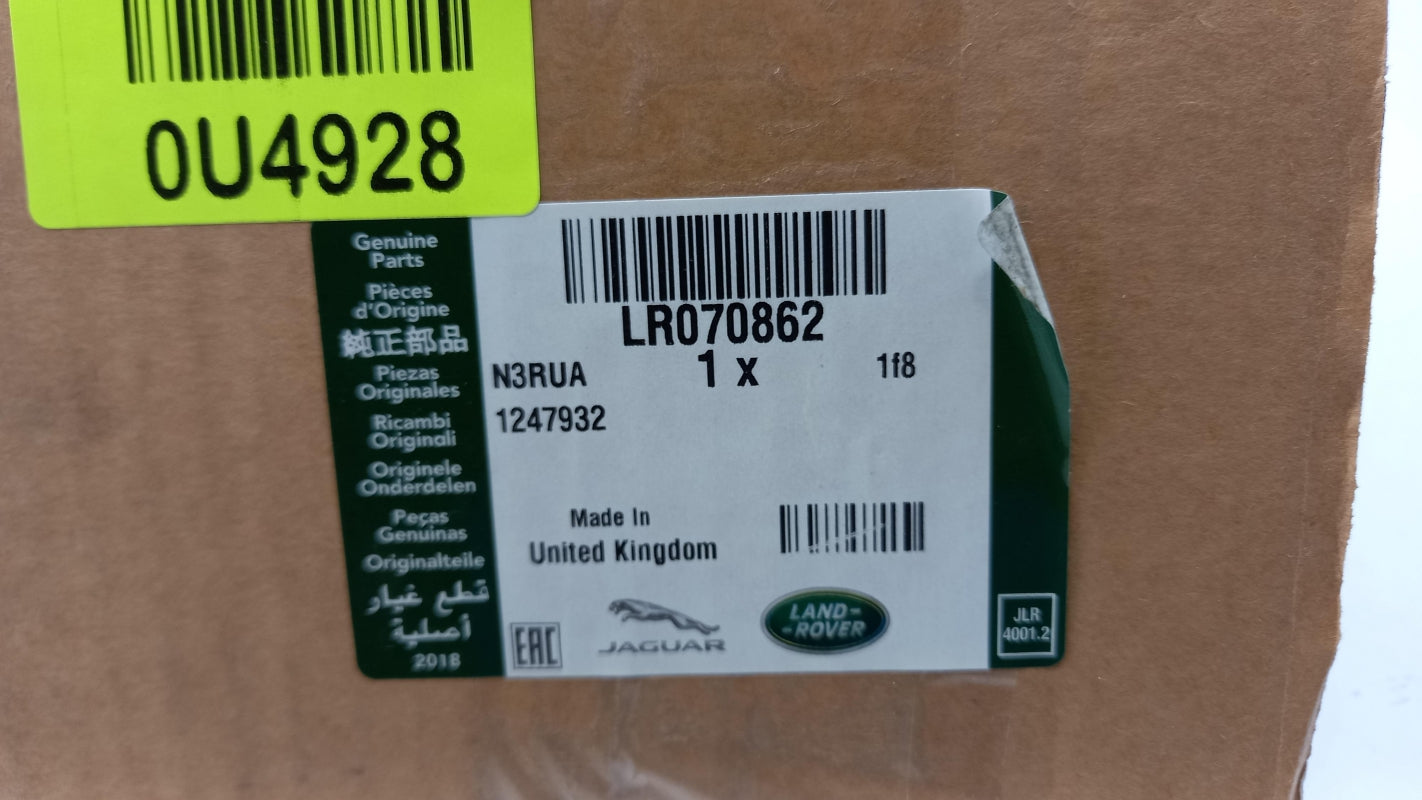 0U4928
Genuine
Parts
Pièces
d'Origine
純正部品
Piezas
Originales
Ricambi
Originali
Originele
Onderdelen
Peças
Genuinas
Originalteile
قطع غيار
أصلية
2018
LR070862
N3RUA 1 x 1f8
1247932
Made In
United Kingdom
EAC
JAGUAR
LAND-
-ROVER
JLR
4001.2